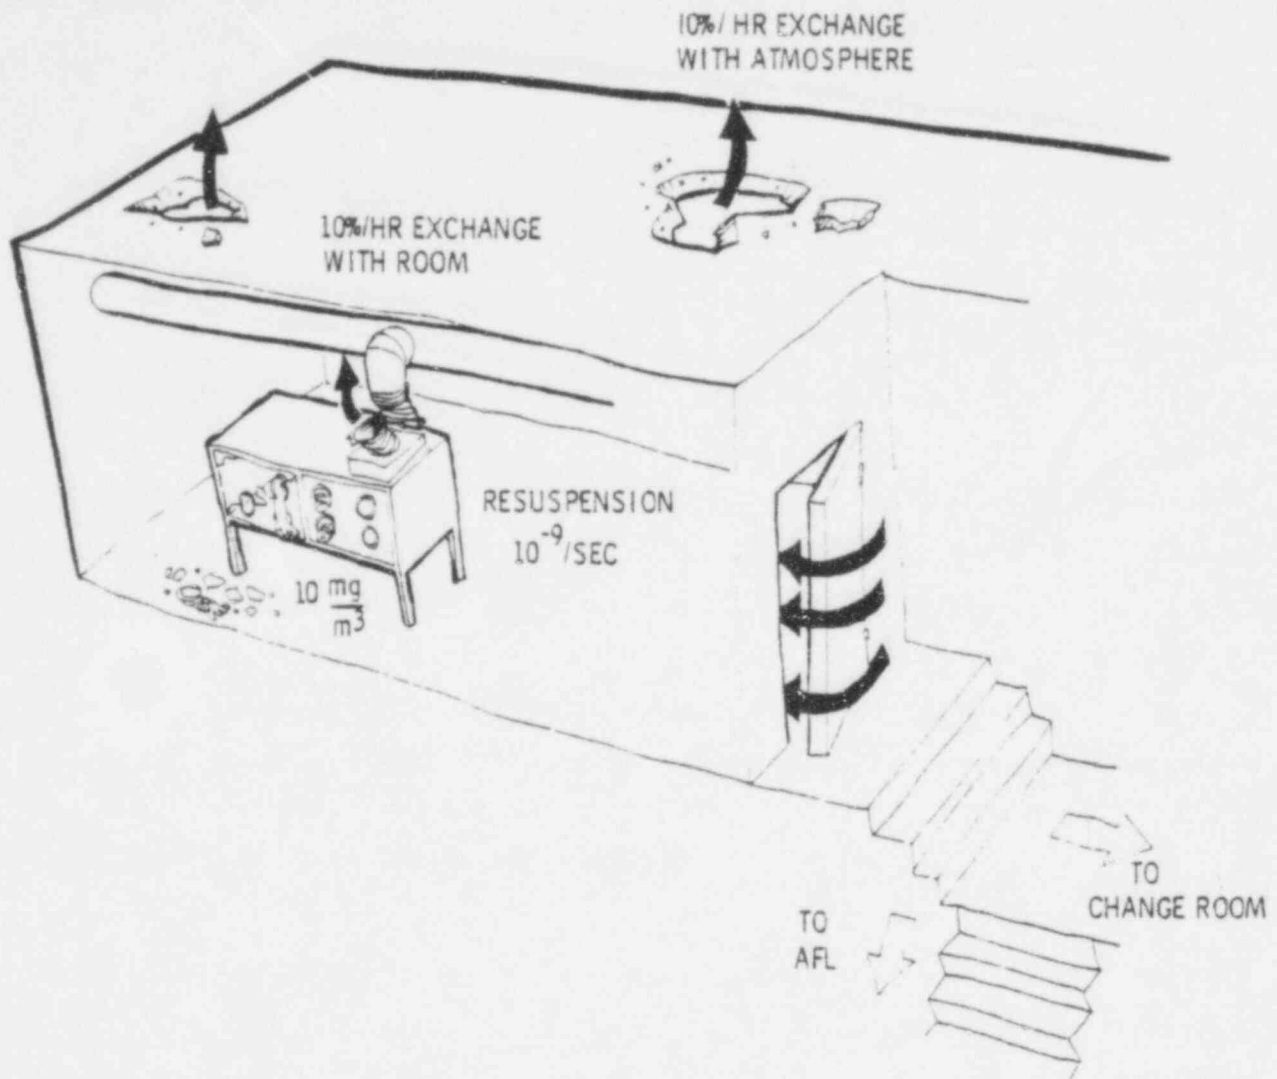 10%/ HR EXCHANGE
WITH ATMOSPHERE
10%/HR EXCHANGE
WITH ROOM
RESUSPENSION
10⁻⁹/SEC
10 mg
m³
TO
CHANGE ROOM
TO
AFL